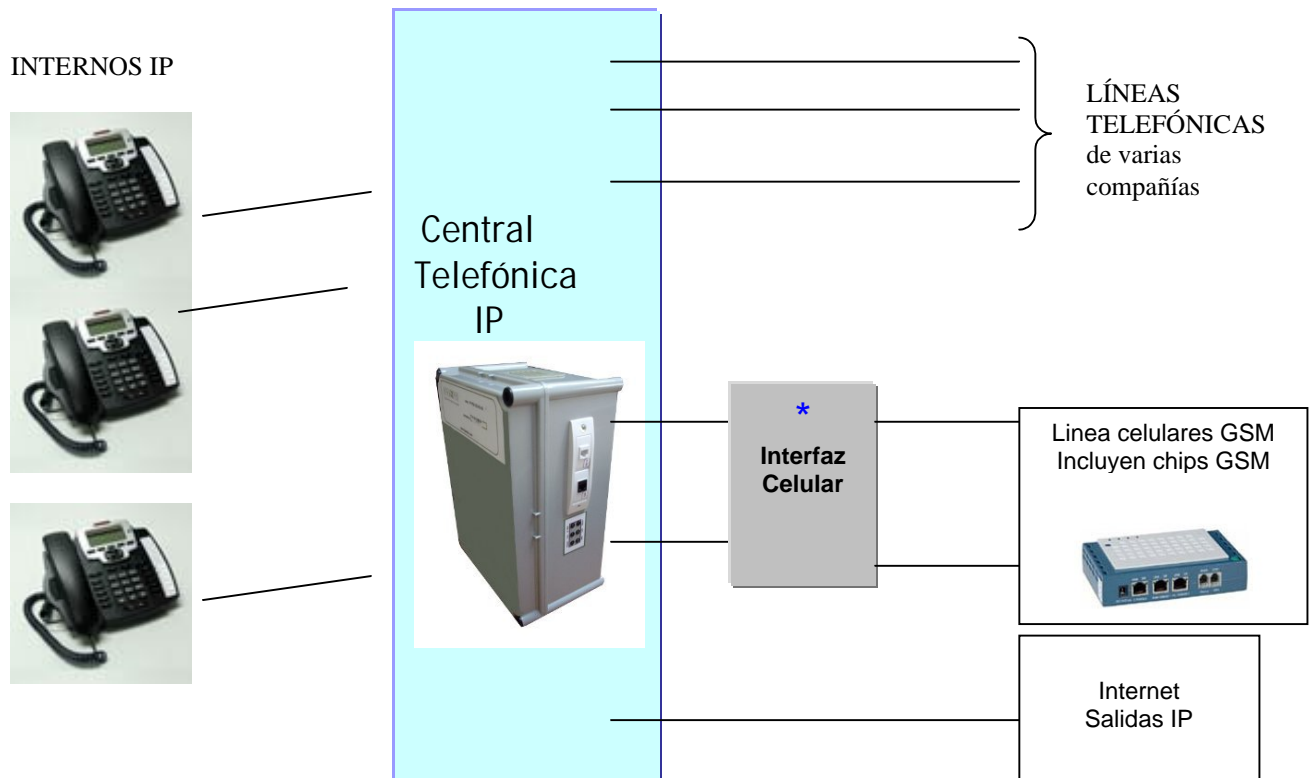 INTERNOS IP
LÍNEAS
TELEFÓNICAS
de varias
compañías
Central
Telefónica
IP
*
Interfaz
Celular
Linea celulares GSM
Incluyen chips GSM
Internet
Salidas IP